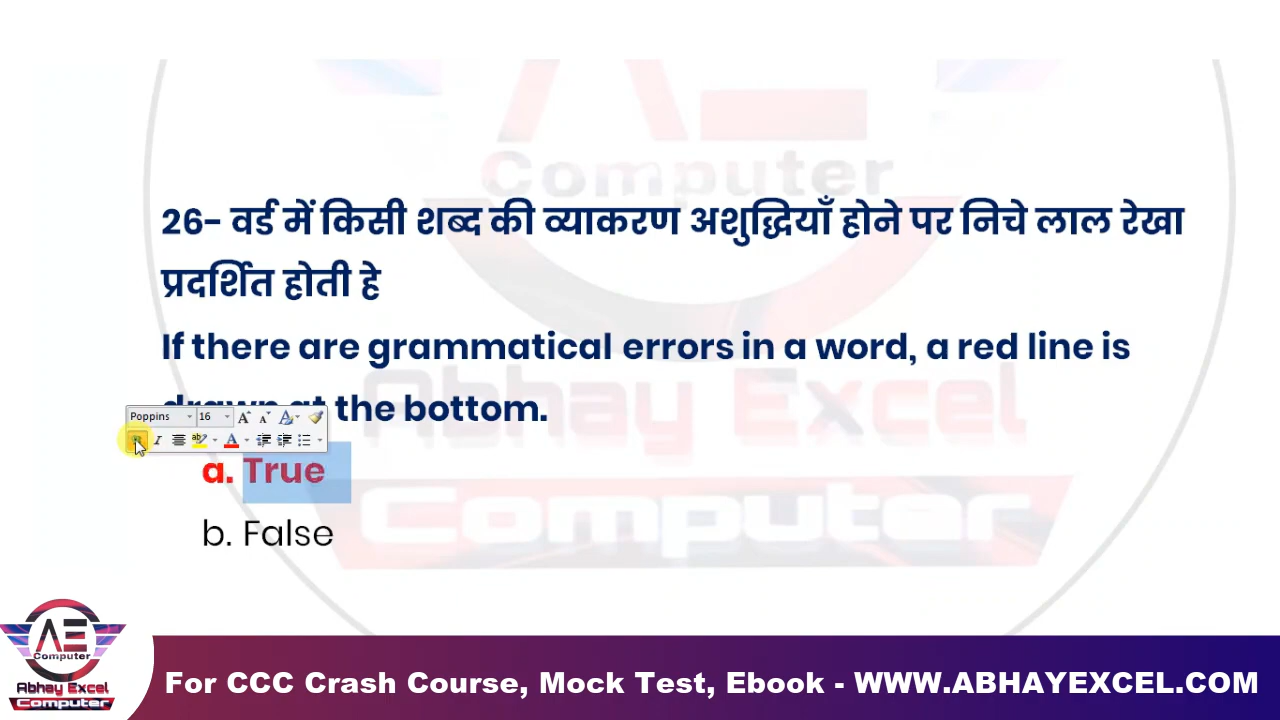 Computer
26- वर्ड में किसी शब्द की व्याकरण अशुद्धियाँ होने पर निचे लाल रेखा
प्रदर्शित होती हे
If there are grammatical errors in a word, a red line is
drawn at the bottom.
Abhay Excel
Poppins 16
a. True
Computer
b. False
AE
Computer
Abhay Excel
Computer
For CCC Crash Course, Mock Test, Ebook - WWW.ABHAYEXCEL.COM